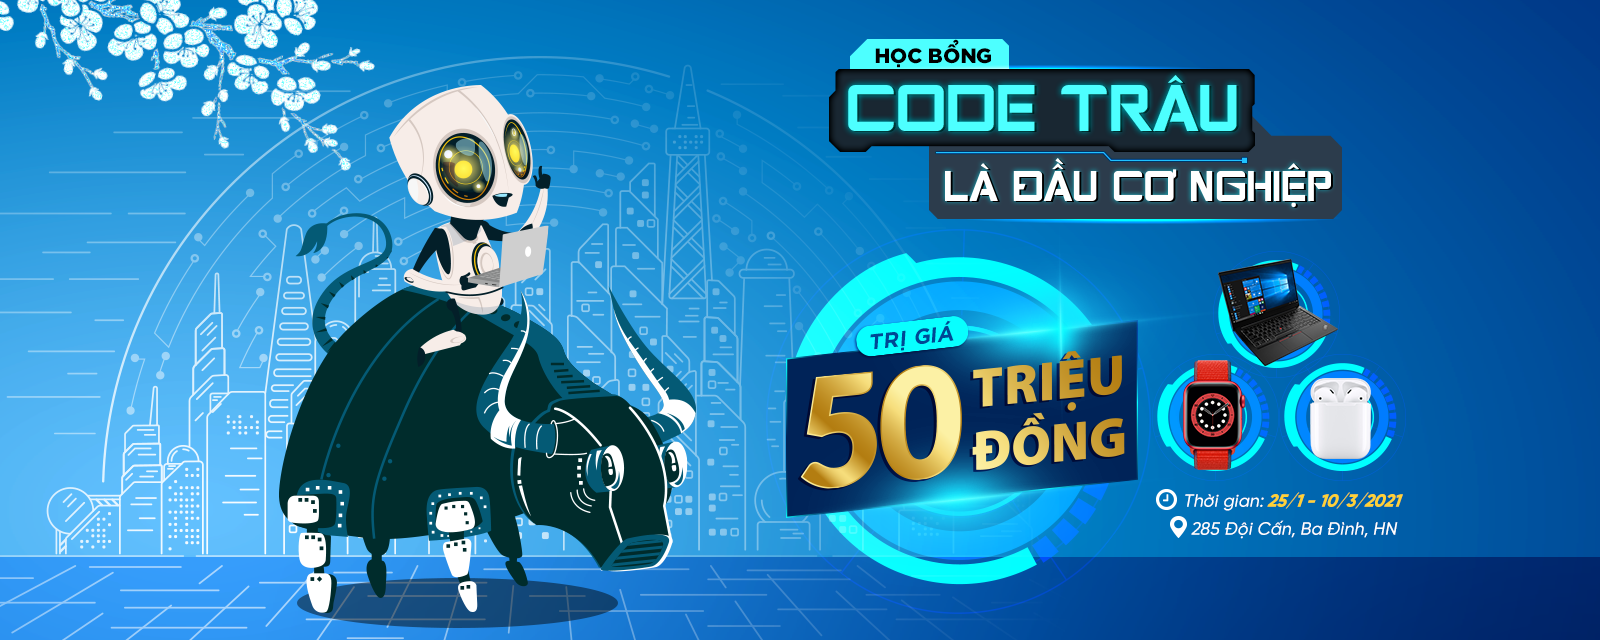 HỌC BỔNG
CODE TRÂU
LÀ ĐẦU CƠ NGHIỆP
TRỊ GIÁ
50 TRIỆU
ĐỒNG
Thời gian: 25/1 - 10/3/2021
285 Đội Cấn, Ba Đình, HN